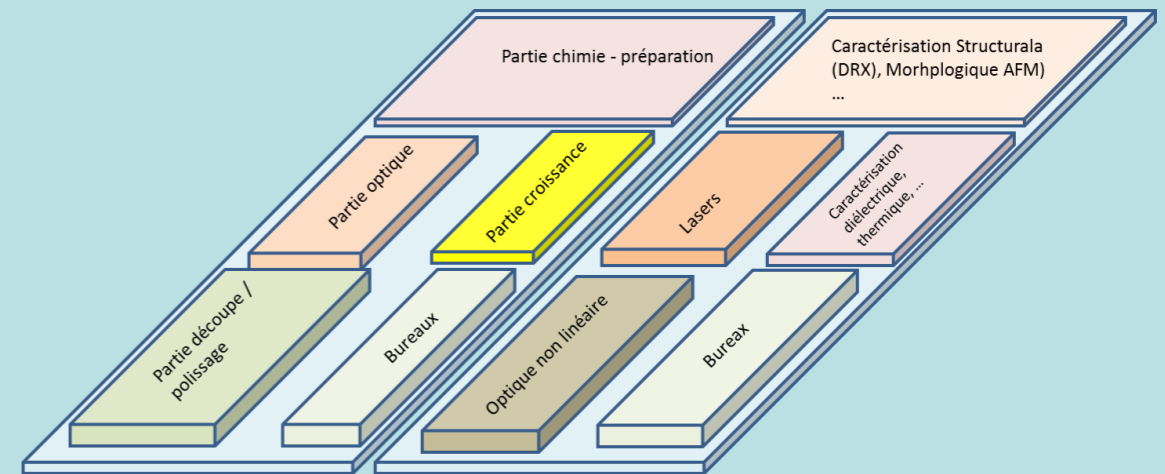 Partie chimie - préparation
Caractérisation Structurala
(DRX), Morhplogique AFM)
...
Partie optique
Partie croissance
Lasers
Caractérisation
diélectrique,
thermique, ...
Partie découpe /
polissage
Bureaux
Optique non linéaire
Bureax